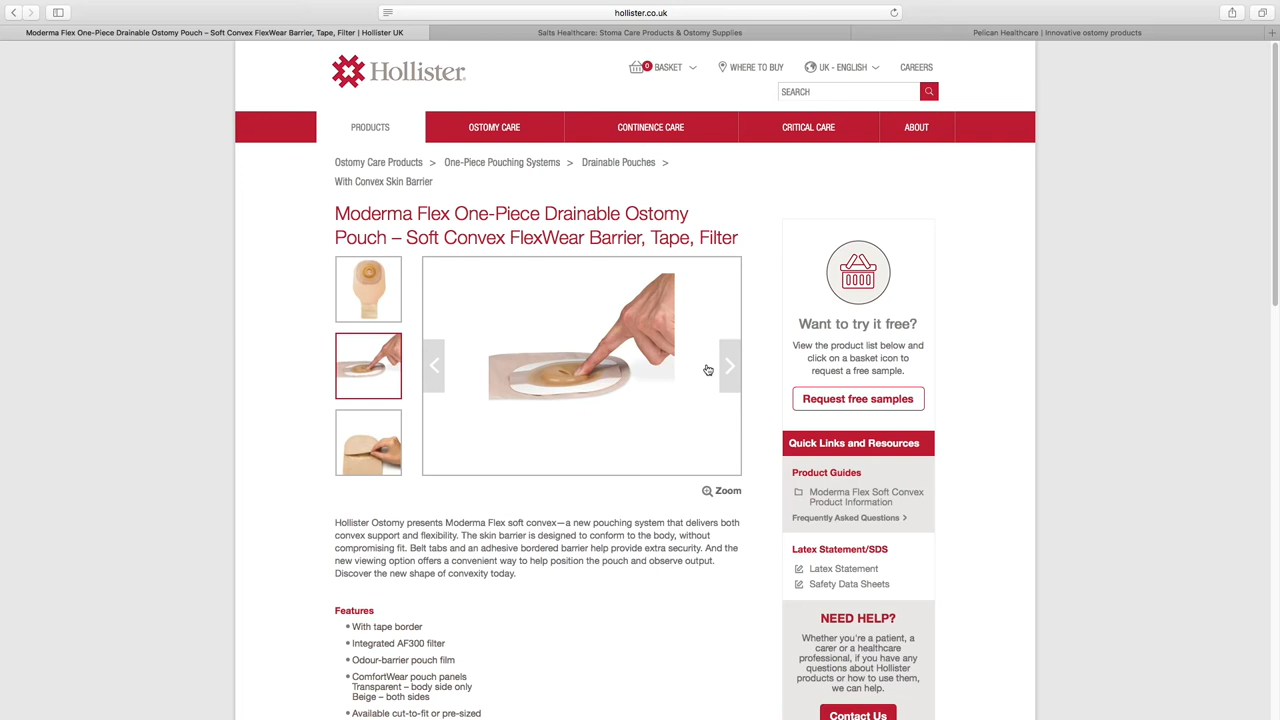 hollister.co.uk
Moderma Flex One-Piece Drainable Ostomy Pouch – Soft Convex FlexWear Barrier, Tape, Filter | Hollister UK
Salts Healthcare: Stoma Care Products & Ostomy Supplies
Pelican Healthcare | Innovative ostomy products
Hollister
0 BASKET
WHERE TO BUY
UK - ENGLISH
CAREERS
SEARCH
PRODUCTS
OSTOMY CARE
CONTINENCE CARE
CRITICAL CARE
ABOUT
Ostomy Care Products > One-Piece Pouching Systems > Drainable Pouches >
With Convex Skin Barrier
Moderma Flex One-Piece Drainable Ostomy
Pouch – Soft Convex FlexWear Barrier, Tape, Filter
Zoom
Hollister Ostomy presents Moderma Flex soft convex—a new pouching system that delivers both
convex support and flexibility. The skin barrier is designed to conform to the body, without
compromising fit. Belt tabs and an adhesive bordered barrier help provide extra security. And the
new viewing option offers a convenient way to help position the pouch and observe output.
Discover the new shape of convexity today.
Features
• With tape border
• Integrated AF300 filter
• Odour-barrier pouch film
• ComfortWear pouch panels
Transparent – body side only
Beige – both sides
• Available cut-to-fit or pre-sized
Want to try it free?
View the product list below and
click on a basket icon to
request a free sample.
Request free samples
Quick Links and Resources
Product Guides
Moderma Flex Soft Convex
Product Information
Frequently Asked Questions >
Latex Statement/SDS
Latex Statement
Safety Data Sheets
NEED HELP?
Whether you're a patient, a
carer or a healthcare
professional, if you have any
questions about Hollister
products or how to use them,
we can help.
Contact Us